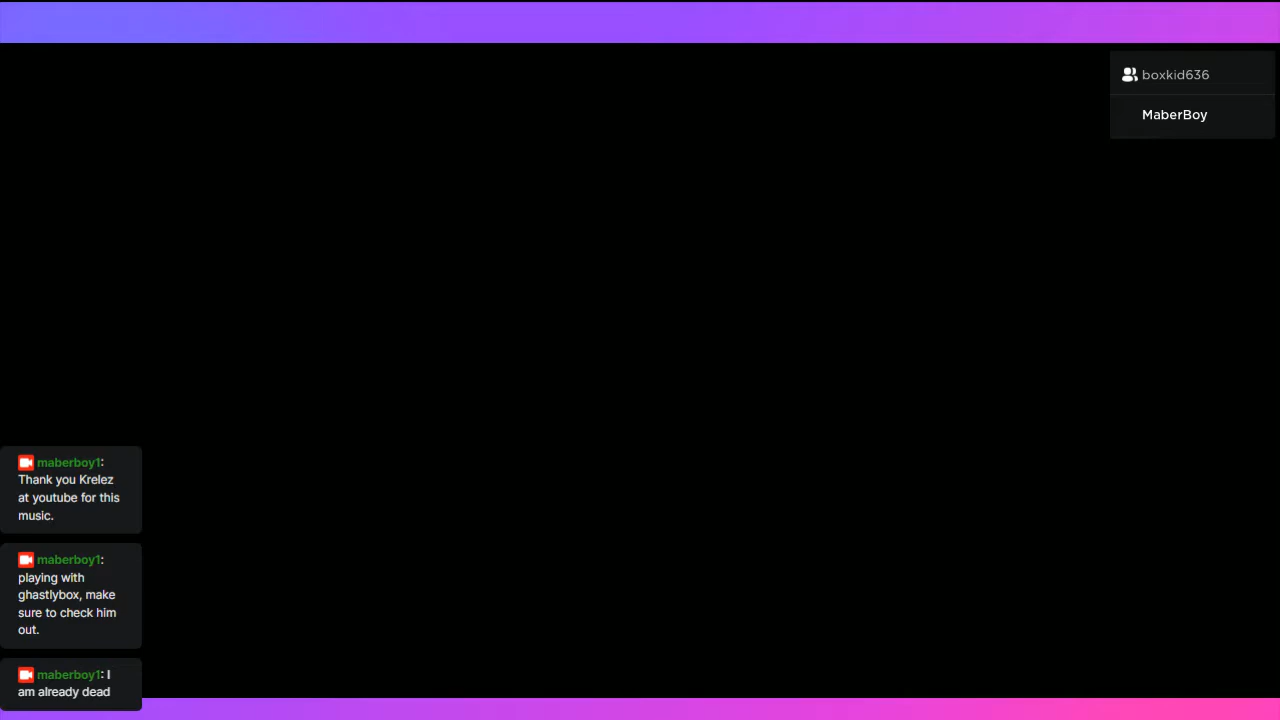 boxkid636
MaberBoy
maberboy1:
Thank you Krelez
at youtube for this
music.
maberboy1:
playing with
ghastlybox, make
sure to check him
out.
maberboy1: I
am already dead